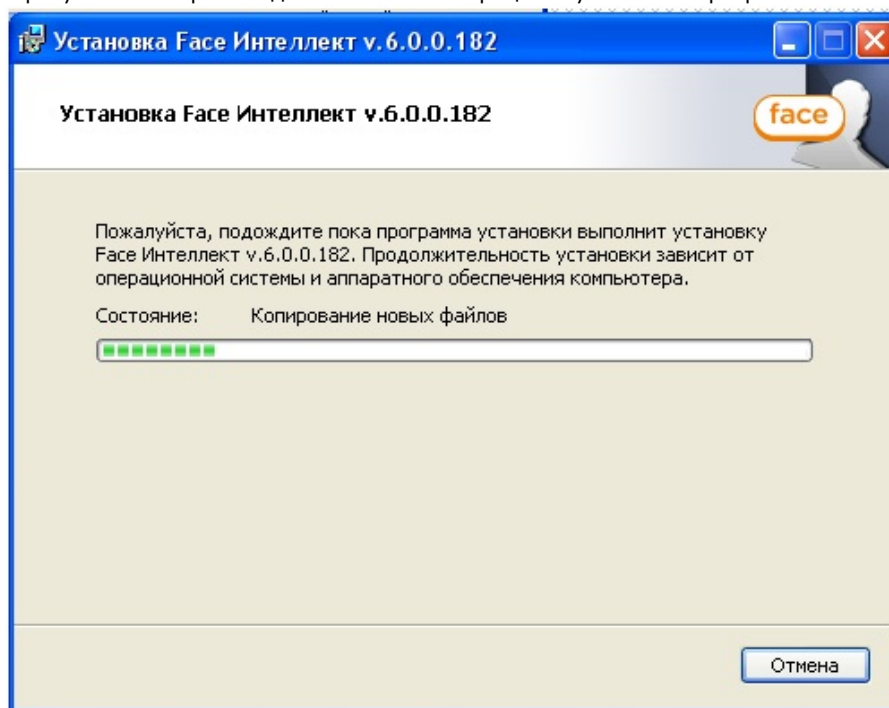 Установка Face Интеллект v.6.0.0.182
Установка Face Интеллект v.6.0.0.182
face
Пожалуйста, подождите пока программа установки выполнит установку
Face Интеллект v.6.0.0.182. Продолжительность установки зависит от
операционной системы и аппаратного обеспечения компьютера.
Состояние: Копирование новых файлов
Отмена